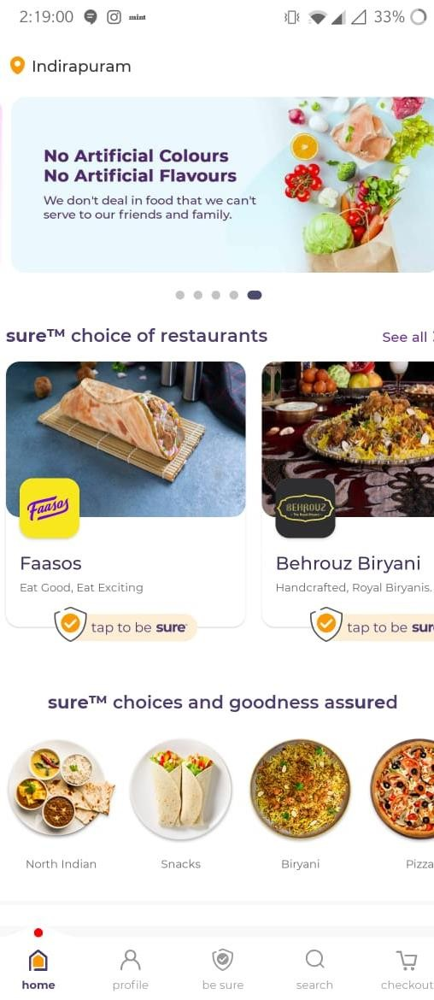 2:19:00
mint
33%
Indirapuram
No Artificial Colours
No Artificial Flavours
We don't deal in food that we can't
serve to our friends and family.
sure™ choice of restaurants
See all
Faasos
BEHROUZ
Faasos
Behrouz Biryani
Eat Good, Eat Exciting
Handcrafted, Royal Biryanis.
tap to be sure
tap to be sur
sure™ choices and goodness assured
North Indian
Snacks
Biryani
Pizza
home
profile
be sure
search
checkout